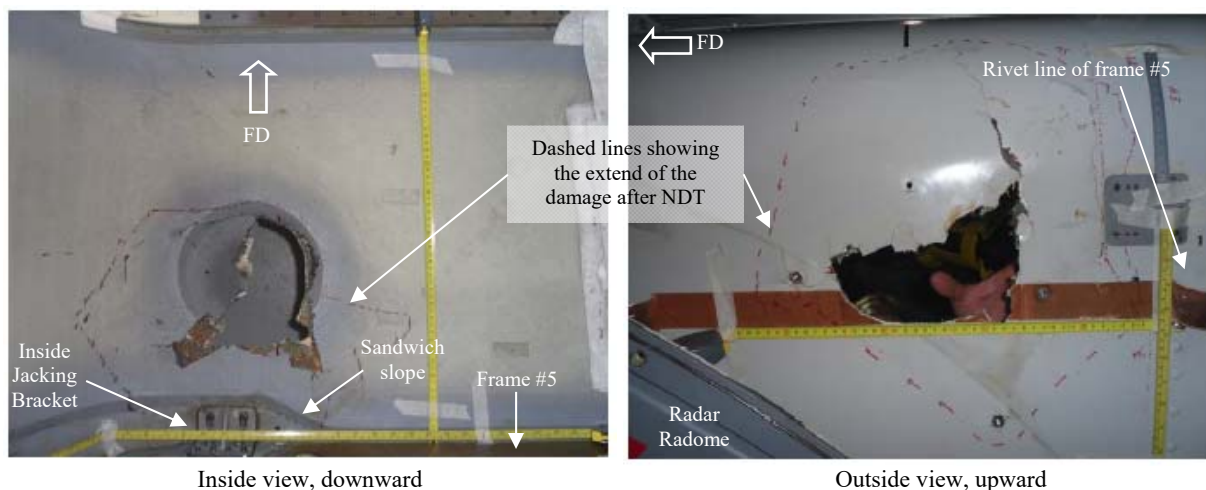 FD
FD
Rivet line of frame #5
Dashed lines showing
the extend of the
damage after NDT
Inside
Jacking
Bracket
Sandwich
slope
Frame #5
Radar
Radome
Inside view, downward
Outside view, upward